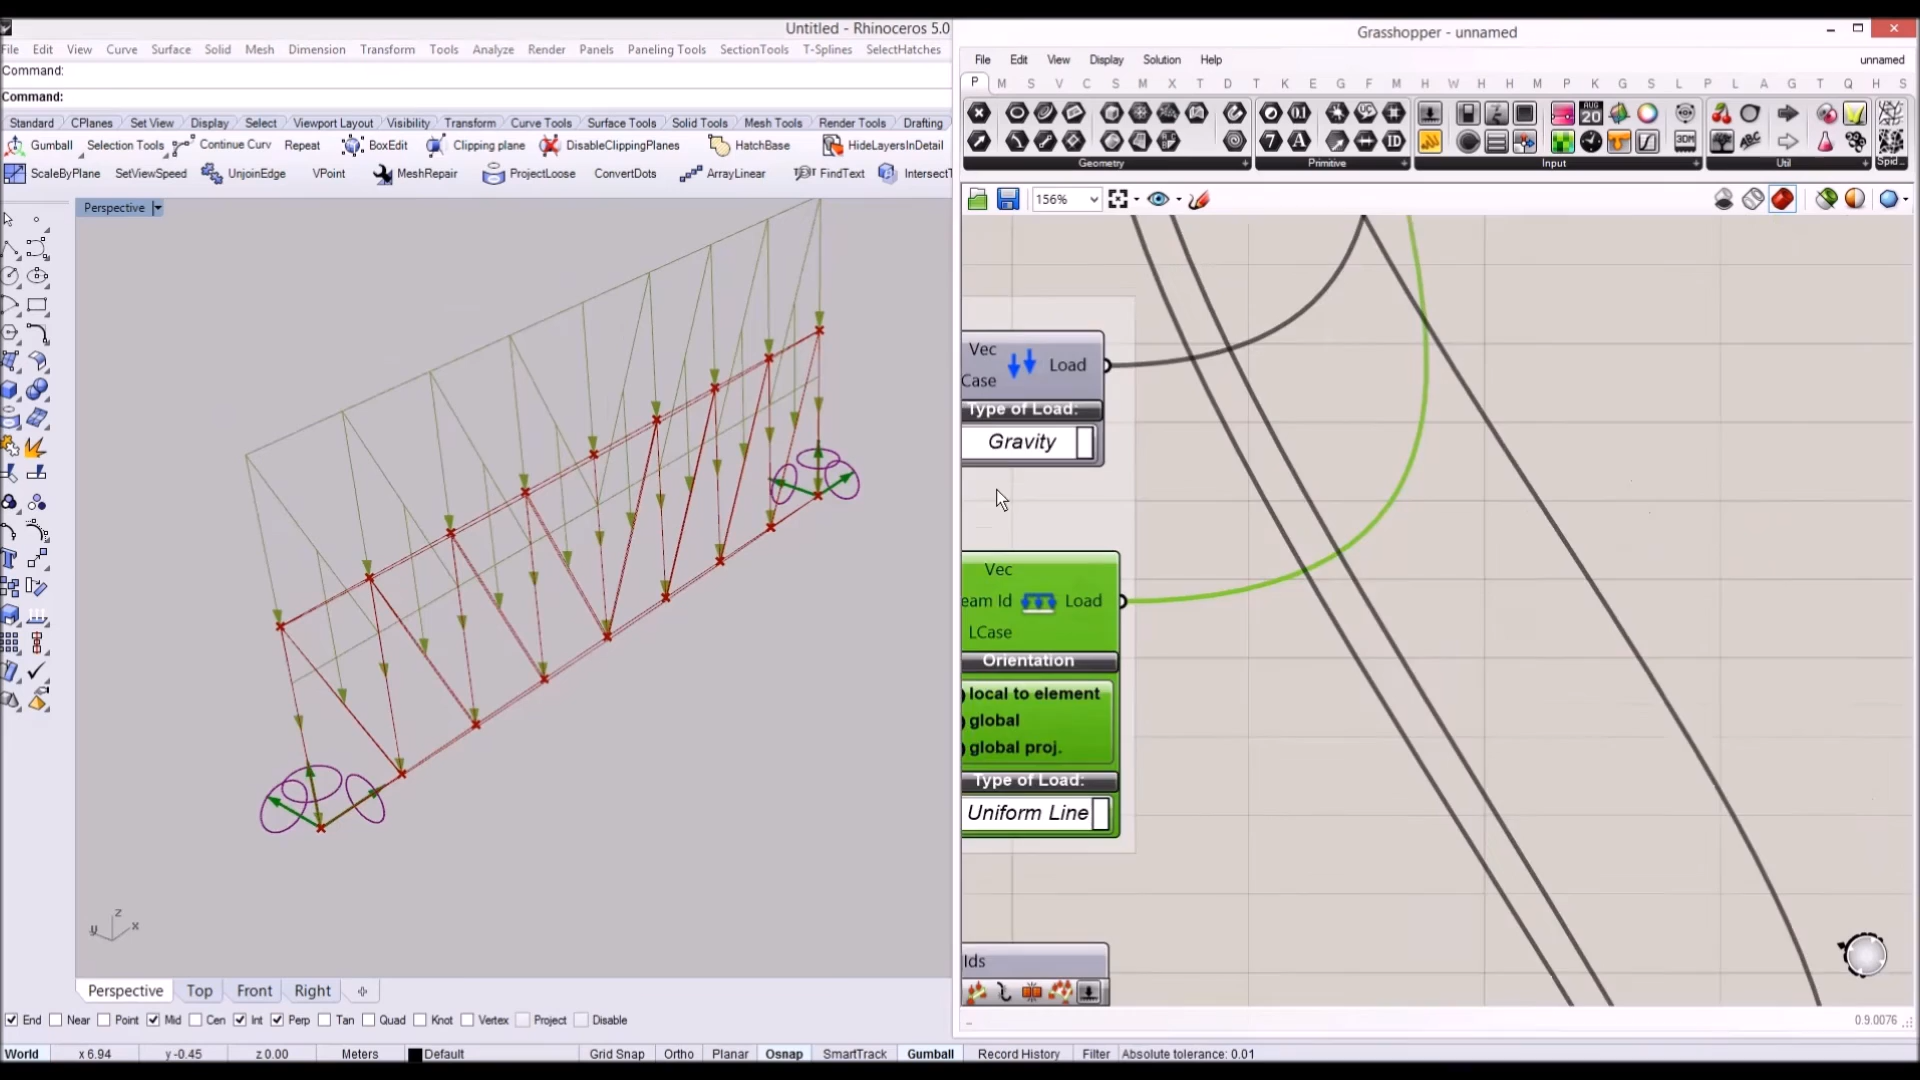 Untitled - Rhinoceros 5.0
File Edit View Curve Surface Solid Mesh Dimension Transform Tools Analyze Render Panels Paneling Tools SectionTools T-Splines SelectHatches
Command:
Command:
Standard CPlanes Set View Display Select Viewport Layout Visibility Transform Curve Tools Surface Tools Solid Tools Mesh Tools Render Tools Drafting
Gumball Selection Tools Continue Curv Repeat BoxEdit Clipping plane DisableClippingPlanes HatchBase HideLayersInDetail
ScaleByPlane SetViewSpeed UnjoinEdge VPoint MeshRepair ProjectLoose ConvertDots ArrayLinear FindText IntersectT
Perspective
z
y x
Perspective Top Front Right
End Near Point Mid Cen Int Perp Tan Quad Knot Vertex Project Disable
World x 6.94 y -0.45 z 0.00 Meters Default Grid Snap Ortho Planar Osnap SmartTrack Gumball Record History Filter Absolute tolerance: 0.01
Grasshopper - unnamed
File Edit View Display Solution Help unnamed
P M S V C S M X T D T K E G F M H W H H M P K G S L P L A G T Q H S
Geometry Primitive Input Util Spid...
156%
Vec
Load
Case
Type of Load:
Gravity
Vec
eam Id Load
LCase
Orientation
local to element
global
global proj.
Type of Load:
Uniform Line
Ids
0.9.0076